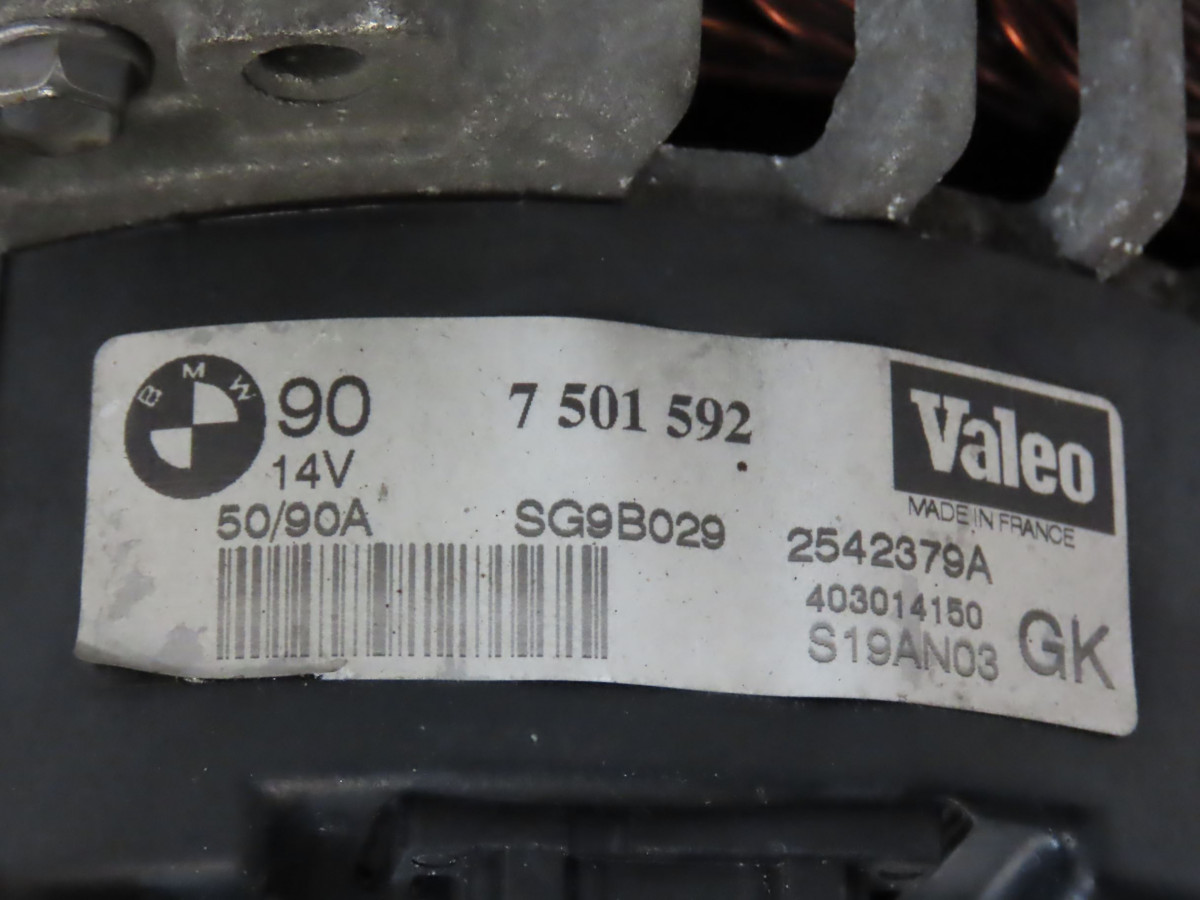 BMW 90
14V
50/90A
7 501 592
SG9B029
Valeo
MADE IN FRANCE
2542379A
403014150
S19AN03
GK